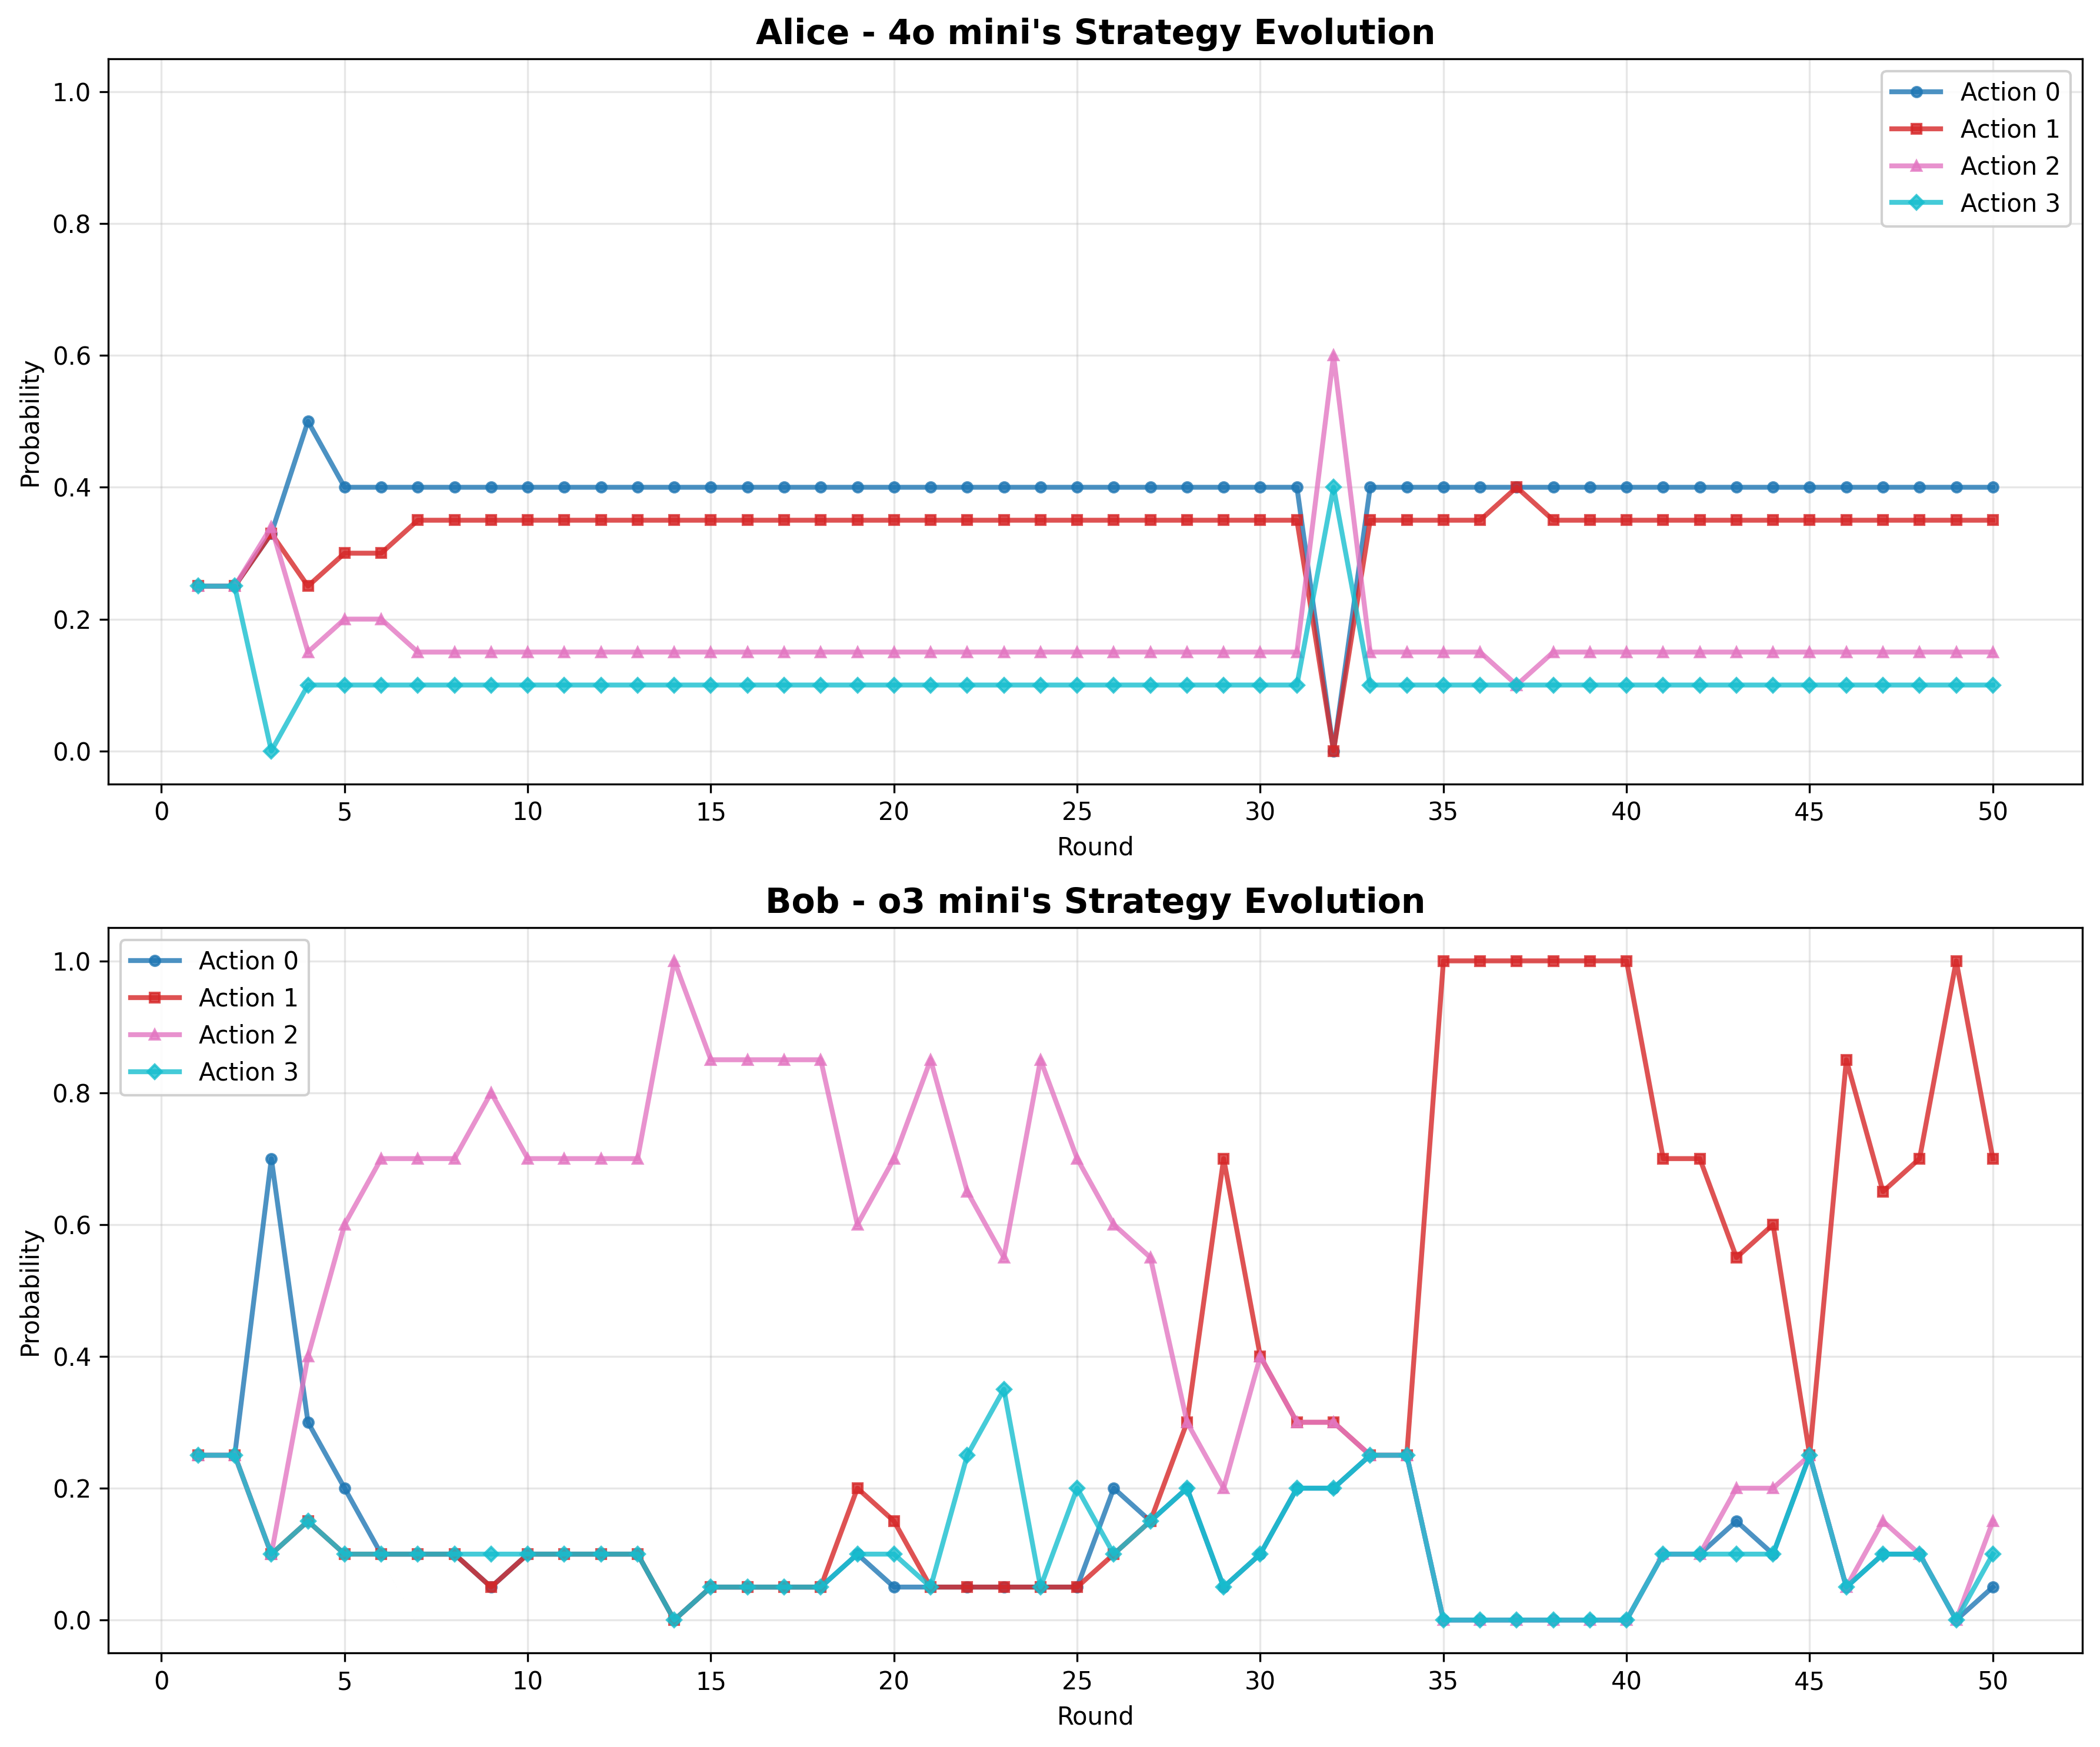 Alice - 4o mini's Strategy Evolution
Probability
1.0
0.8
0.6
0.4
0.2
0.0
Action 0
Action 1
Action 2
Action 3
0 5 10 15 20 25 30 35 40 45 50
Round
Bob - o3 mini's Strategy Evolution
Probability
1.0
0.8
0.6
0.4
0.2
0.0
Action 0
Action 1
Action 2
Action 3
0 5 10 15 20 25 30 35 40 45 50
Round